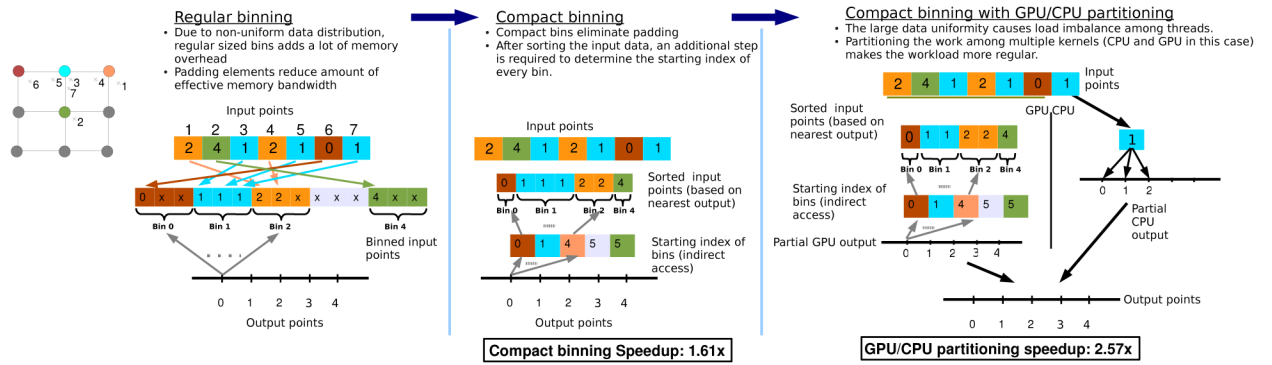 Regular binning
• Due to non-uniform data distribution,
regular sized bins adds a lot of memory
overhead
• Padding elements reduce amount of
effective memory bandwidth
6
5
3
7
4
1
2
Input points
1 2 3 4 5 6 7
2 4 1 2 1 0 1
0 x x 1 1 1 2 2 x x x x 4 x x
Bin 0 Bin 1 Bin 2 Bin 4
Binned input
points
0 1 2 3 4
Output points
Compact binning
• Compact bins eliminate padding
• After sorting the input data, an additional step
is required to determine the starting index of
every bin.
Input points
2 4 1 2 1 0 1
0 1 1 1 2 2 4
Sorted input
points (based on
nearest output)
Bin 0 Bin 1 Bin 2 Bin 4
0 1 4 5 5
Starting index of
bins (indirect
access)
0 1 2 3 4
Output points
Compact binning Speedup: 1.61x
Compact binning with GPU/CPU partitioning
• The large data uniformity causes load imbalance among threads.
• Partitioning the work among multiple kernels (CPU and GPU in this case)
makes the workload more regular.
2 4 1 2 1 0 1
Input
points
GPU CPU
Sorted input
points (based on
nearest output)
0 1 1 2 2 4
Bin 0 Bin 1 Bin 2 Bin 4
1
0 1 2
Starting index of
bins (indirect
access)
0 1 4 5 5
Partial GPU output
0 1 2 3 4
Partial
CPU
output
Output points
0 1 2 3 4
GPU/CPU partitioning speedup: 2.57x